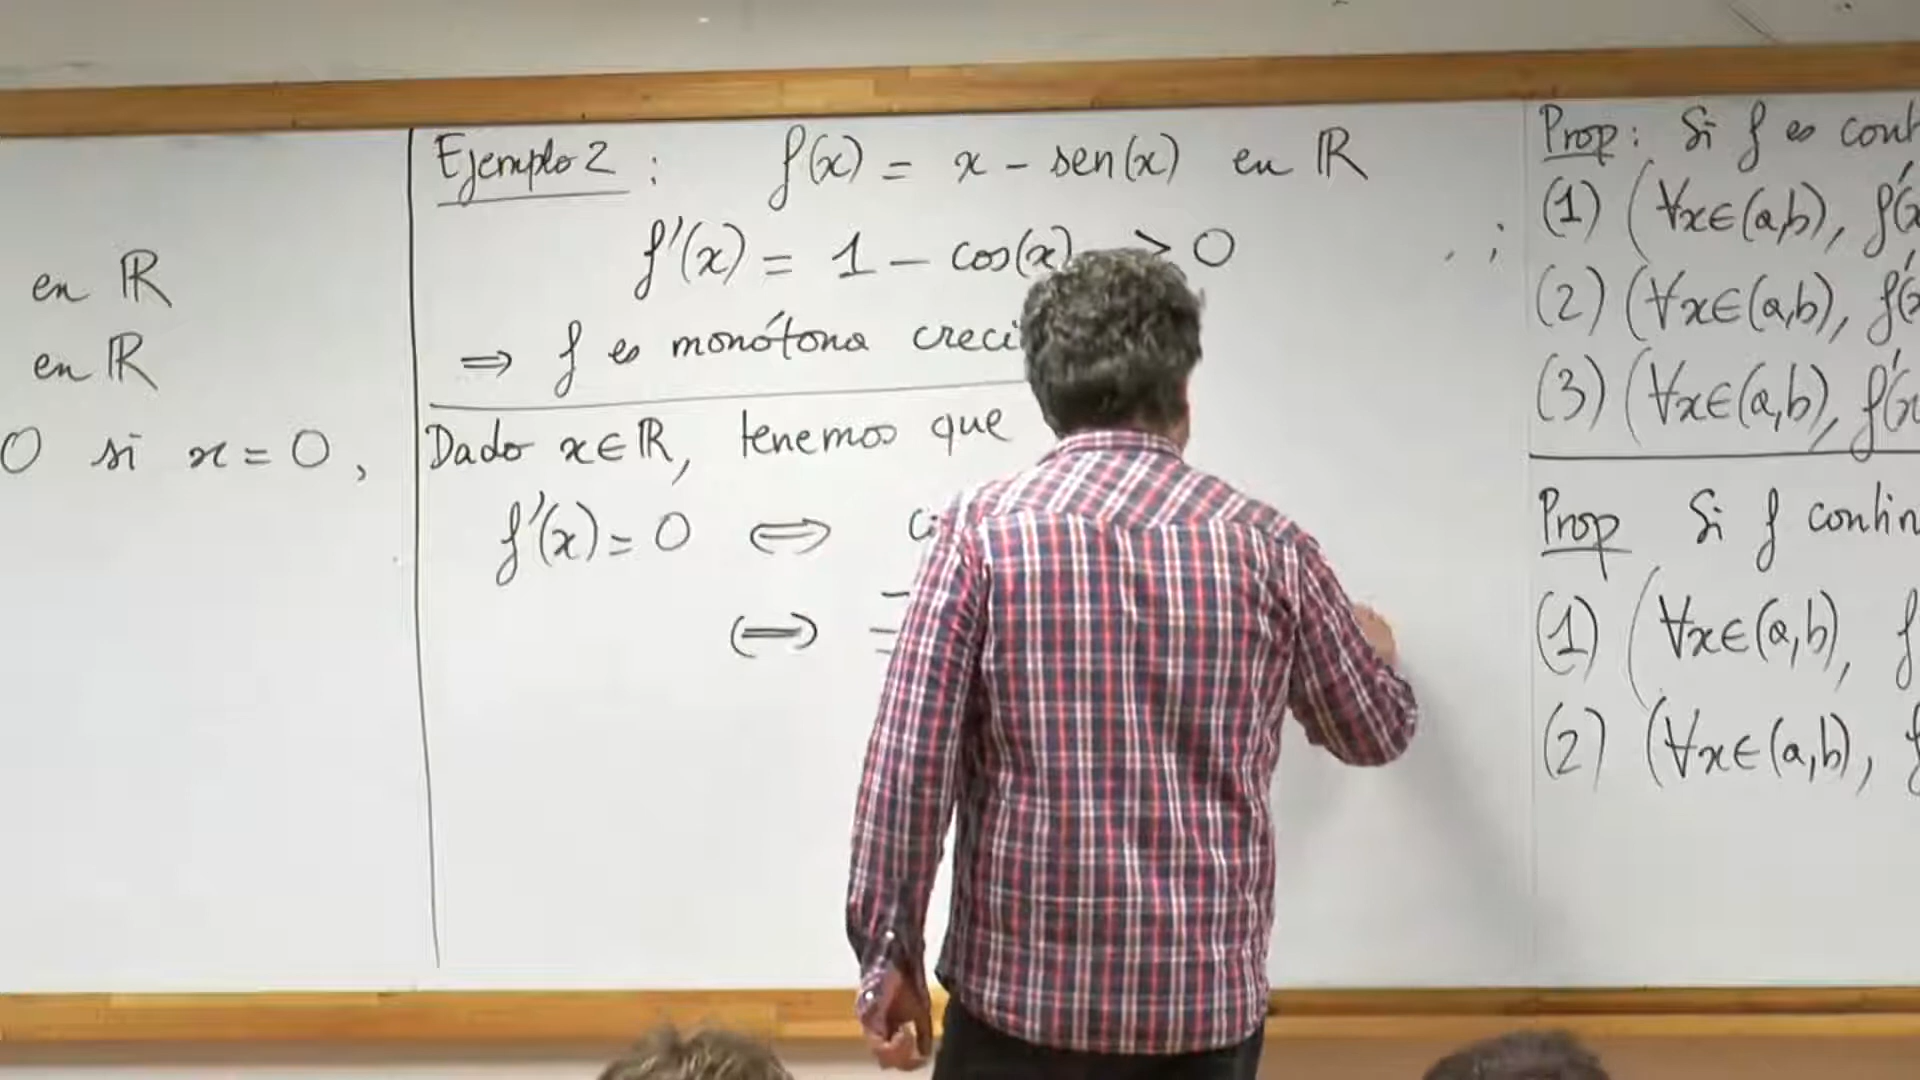 en ℝ
en ℝ
0 si x = 0,
Ejemplo 2 : f(x) = x - sen(x) en ℝ
f'(x) = 1 - cos(x) > 0
⇒ f es monótona creci
Dado x∈ℝ, tenemos que
f'(x) = 0 ⇔
⇔
Prop: Si f es cont
(1) (∀x∈(a,b), f'(x
(2) (∀x∈(a,b), f'(x
(3) (∀x∈(a,b), f'(x
Prop Si f contin
(1) (∀x∈(a,b), f
(2) (∀x∈(a,b), f